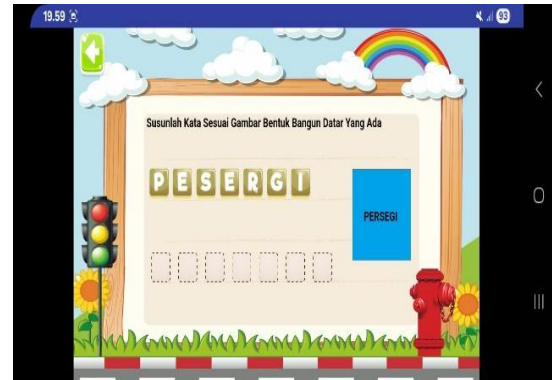 19.59
93
Susunlah Kata Sesuai Gambar Bentuk Bangun Datar Yang Ada
PESERGI
PERSEGI